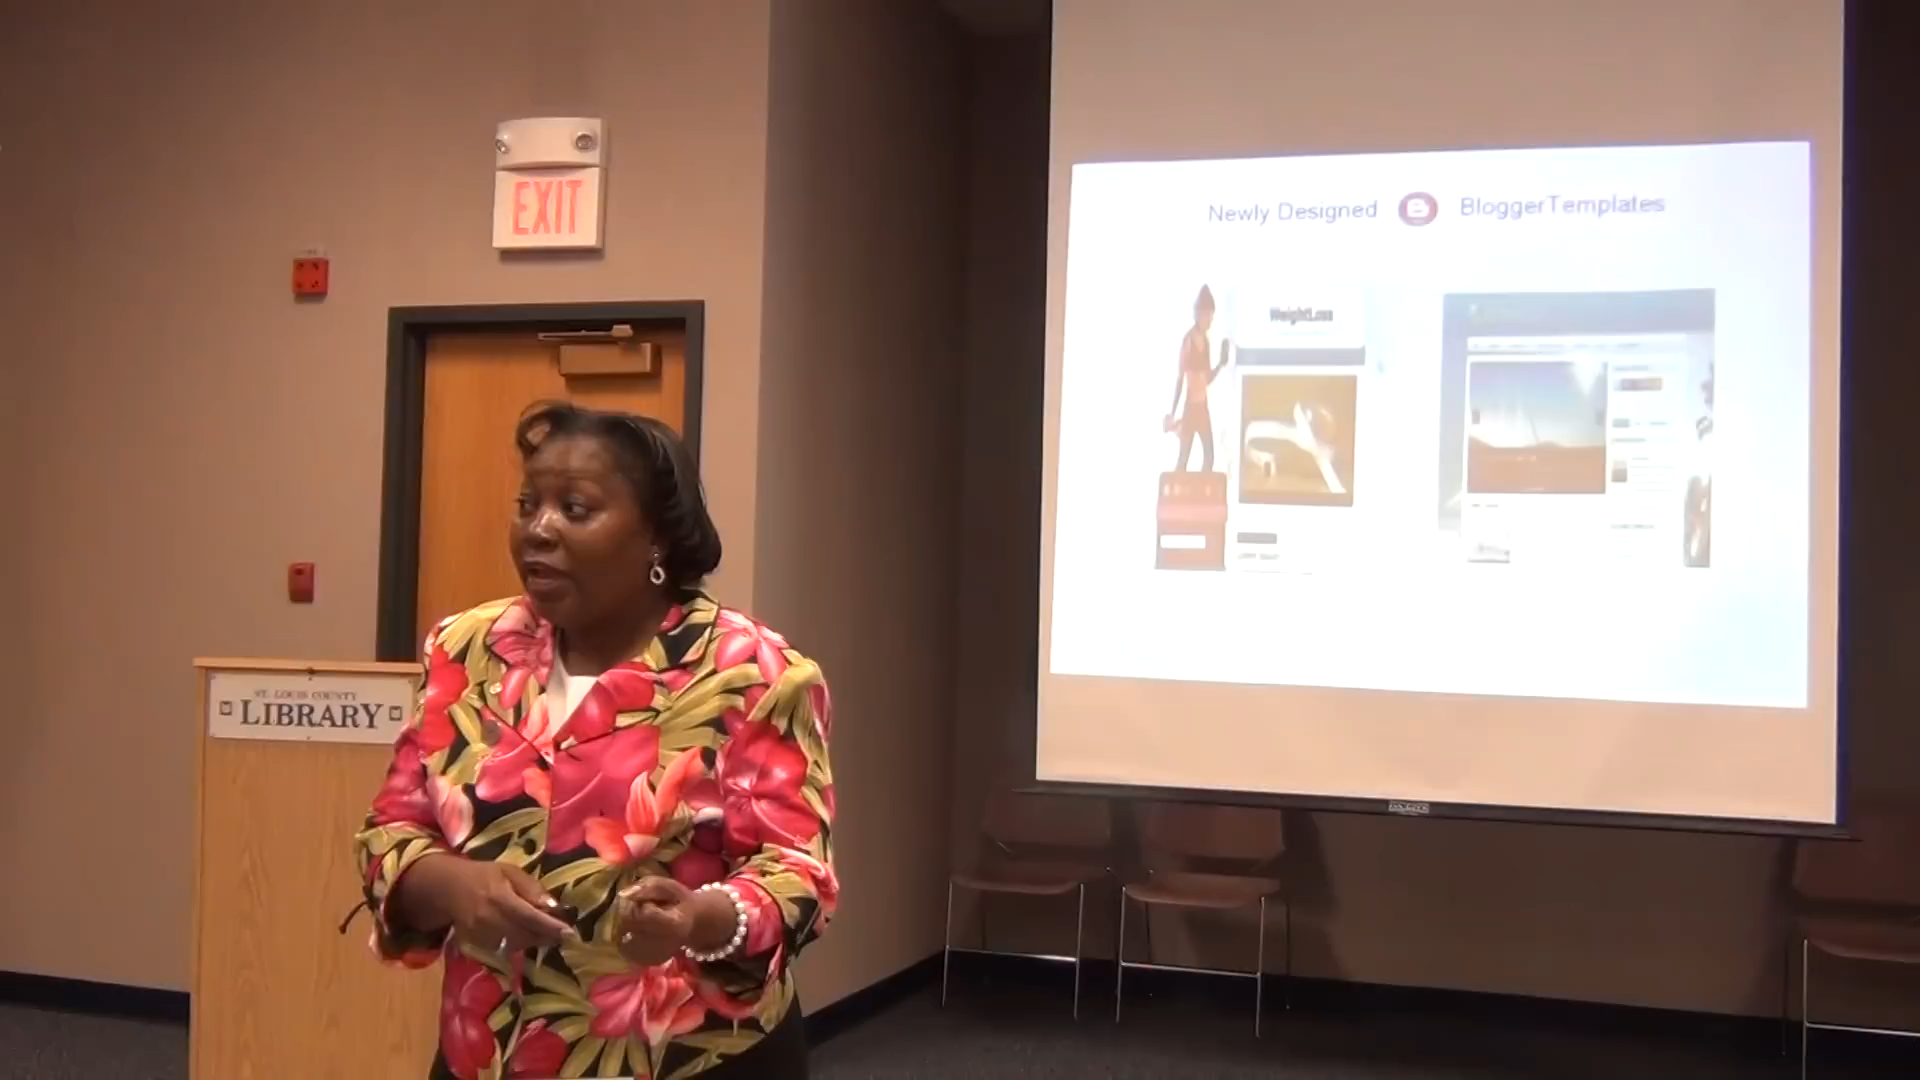 EXIT
Newly Designed B BloggerTemplates
WeightLoss
ST. LOUIS COUNTY
LIBRARY